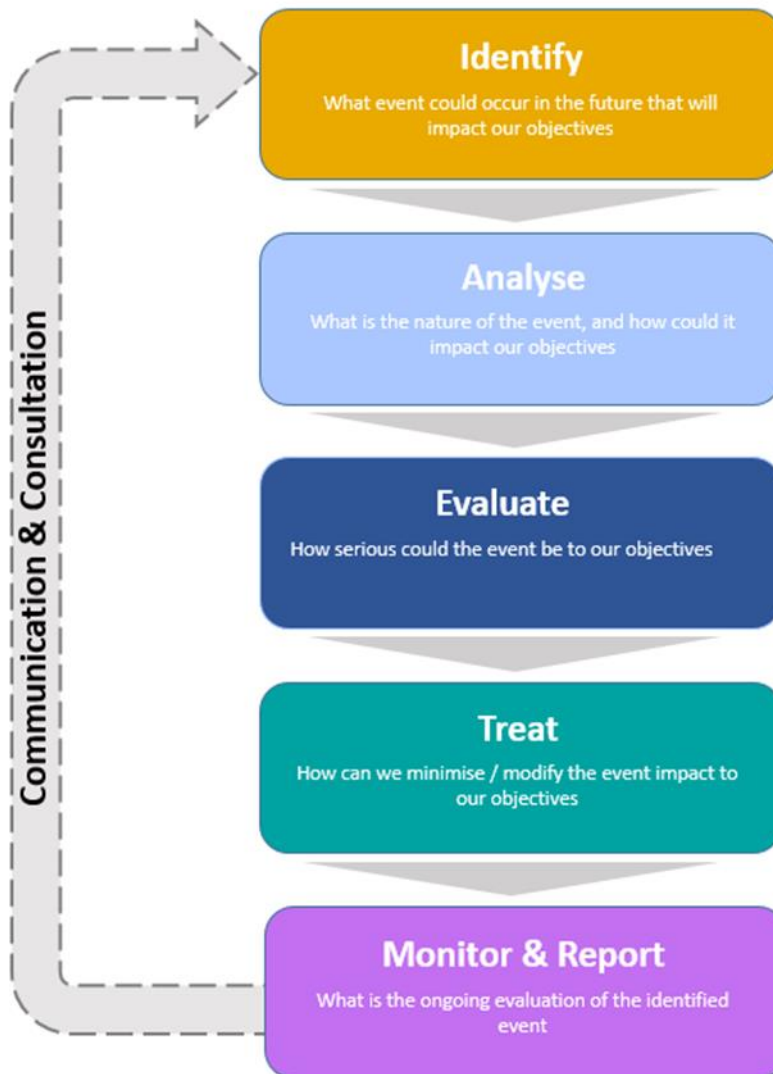 Identify
What event could occur in the future that will
impact our objectives
Analyse
What is the nature of the event, and how could it
impact our objectives
Evaluate
How serious could the event be to our objectives
Treat
How can we minimise / modify the event impact to
our objectives
Monitor & Report
What is the ongoing evaluation of the identified
event
Communication & Consultation